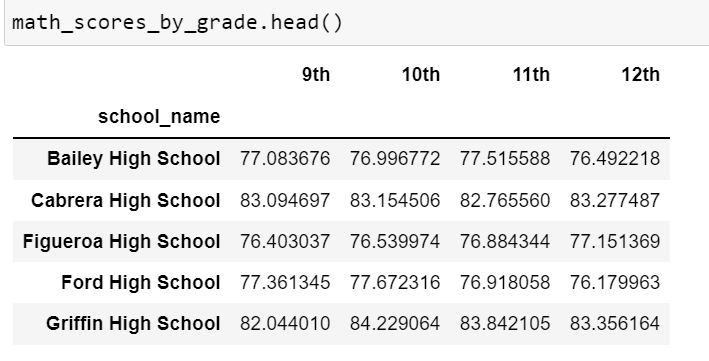 math_scores_by_grade.head()
9th 10th 11th 12th
school_name
Bailey High School 77.083676 76.996772 77.515588 76.492218
Cabrera High School 83.094697 83.154506 82.765560 83.277487
Figueroa High School 76.403037 76.539974 76.884344 77.151369
Ford High School 77.361345 77.672316 76.918058 76.179963
Griffin High School 82.044010 84.229064 83.842105 83.356164